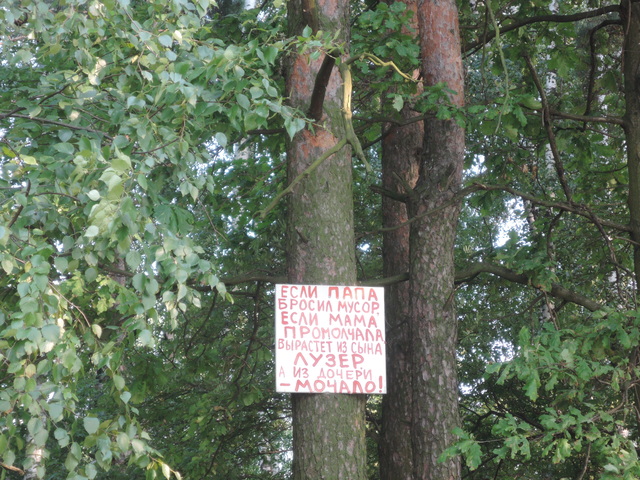 ЕСЛИ ПАПА
БРОСИЛ МУСОР,
ЕСЛИ МАМА
ПРОМОЛЧАЛА,
ВЫРАСТЕТ ИЗ СЫНА
ЛУЗЕР,
А ИЗ ДОЧЕРИ
– МОЧАЛО!